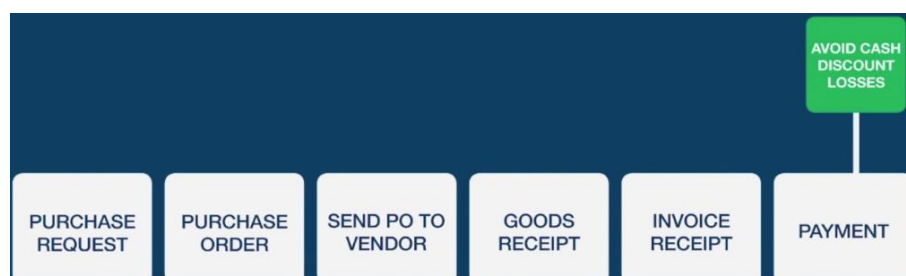 AVOID CASH
DISCOUNT
LOSSES
PURCHASE
REQUEST
PURCHASE
ORDER
SEND PO TO
VENDOR
GOODS
RECEIPT
INVOICE
RECEIPT
PAYMENT